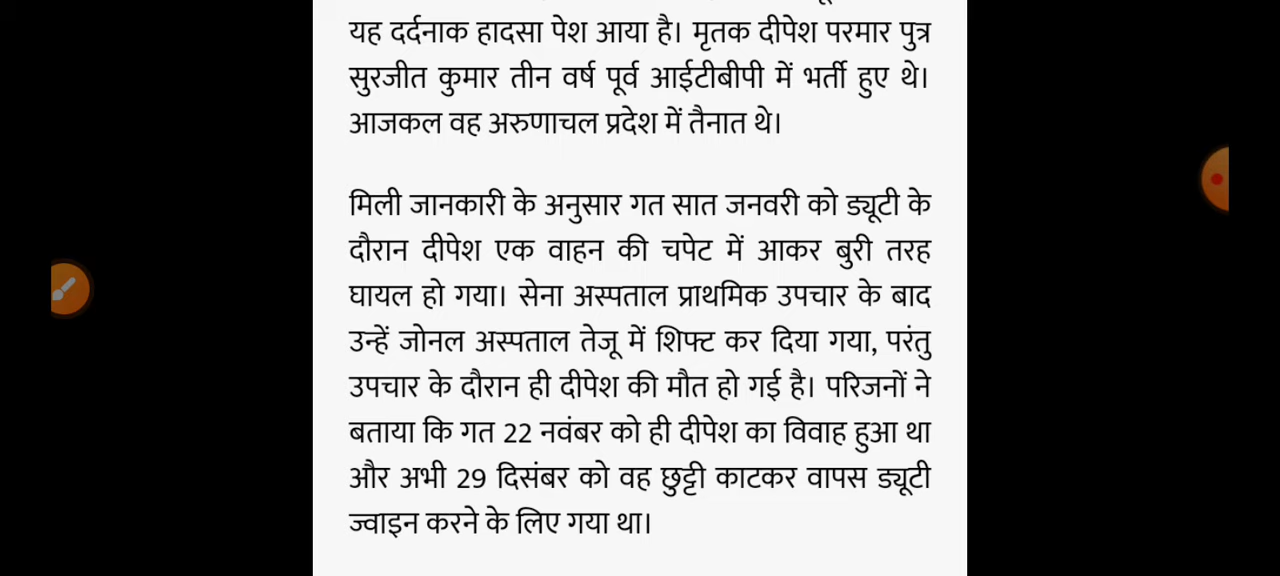 यह दर्दनाक हादसा पेश आया है। मृतक दीपेश परमार पुत्र
सुरजीत कुमार तीन वर्ष पूर्व आईटीबीपी में भर्ती हुए थे।
आजकल वह अरुणाचल प्रदेश में तैनात थे।
मिली जानकारी के अनुसार गत सात जनवरी को ड्यूटी के
दौरान दीपेश एक वाहन की चपेट में आकर बुरी तरह
घायल हो गया। सेना अस्पताल प्राथमिक उपचार के बाद
उन्हें जोनल अस्पताल तेजू में शिफ्ट कर दिया गया, परंतु
उपचार के दौरान ही दीपेश की मौत हो गई है। परिजनों ने
बताया कि गत 22 नवंबर को ही दीपेश का विवाह हुआ था
और अभी 29 दिसंबर को वह छुट्टी काटकर वापस ड्यूटी
ज्वाइन करने के लिए गया था।